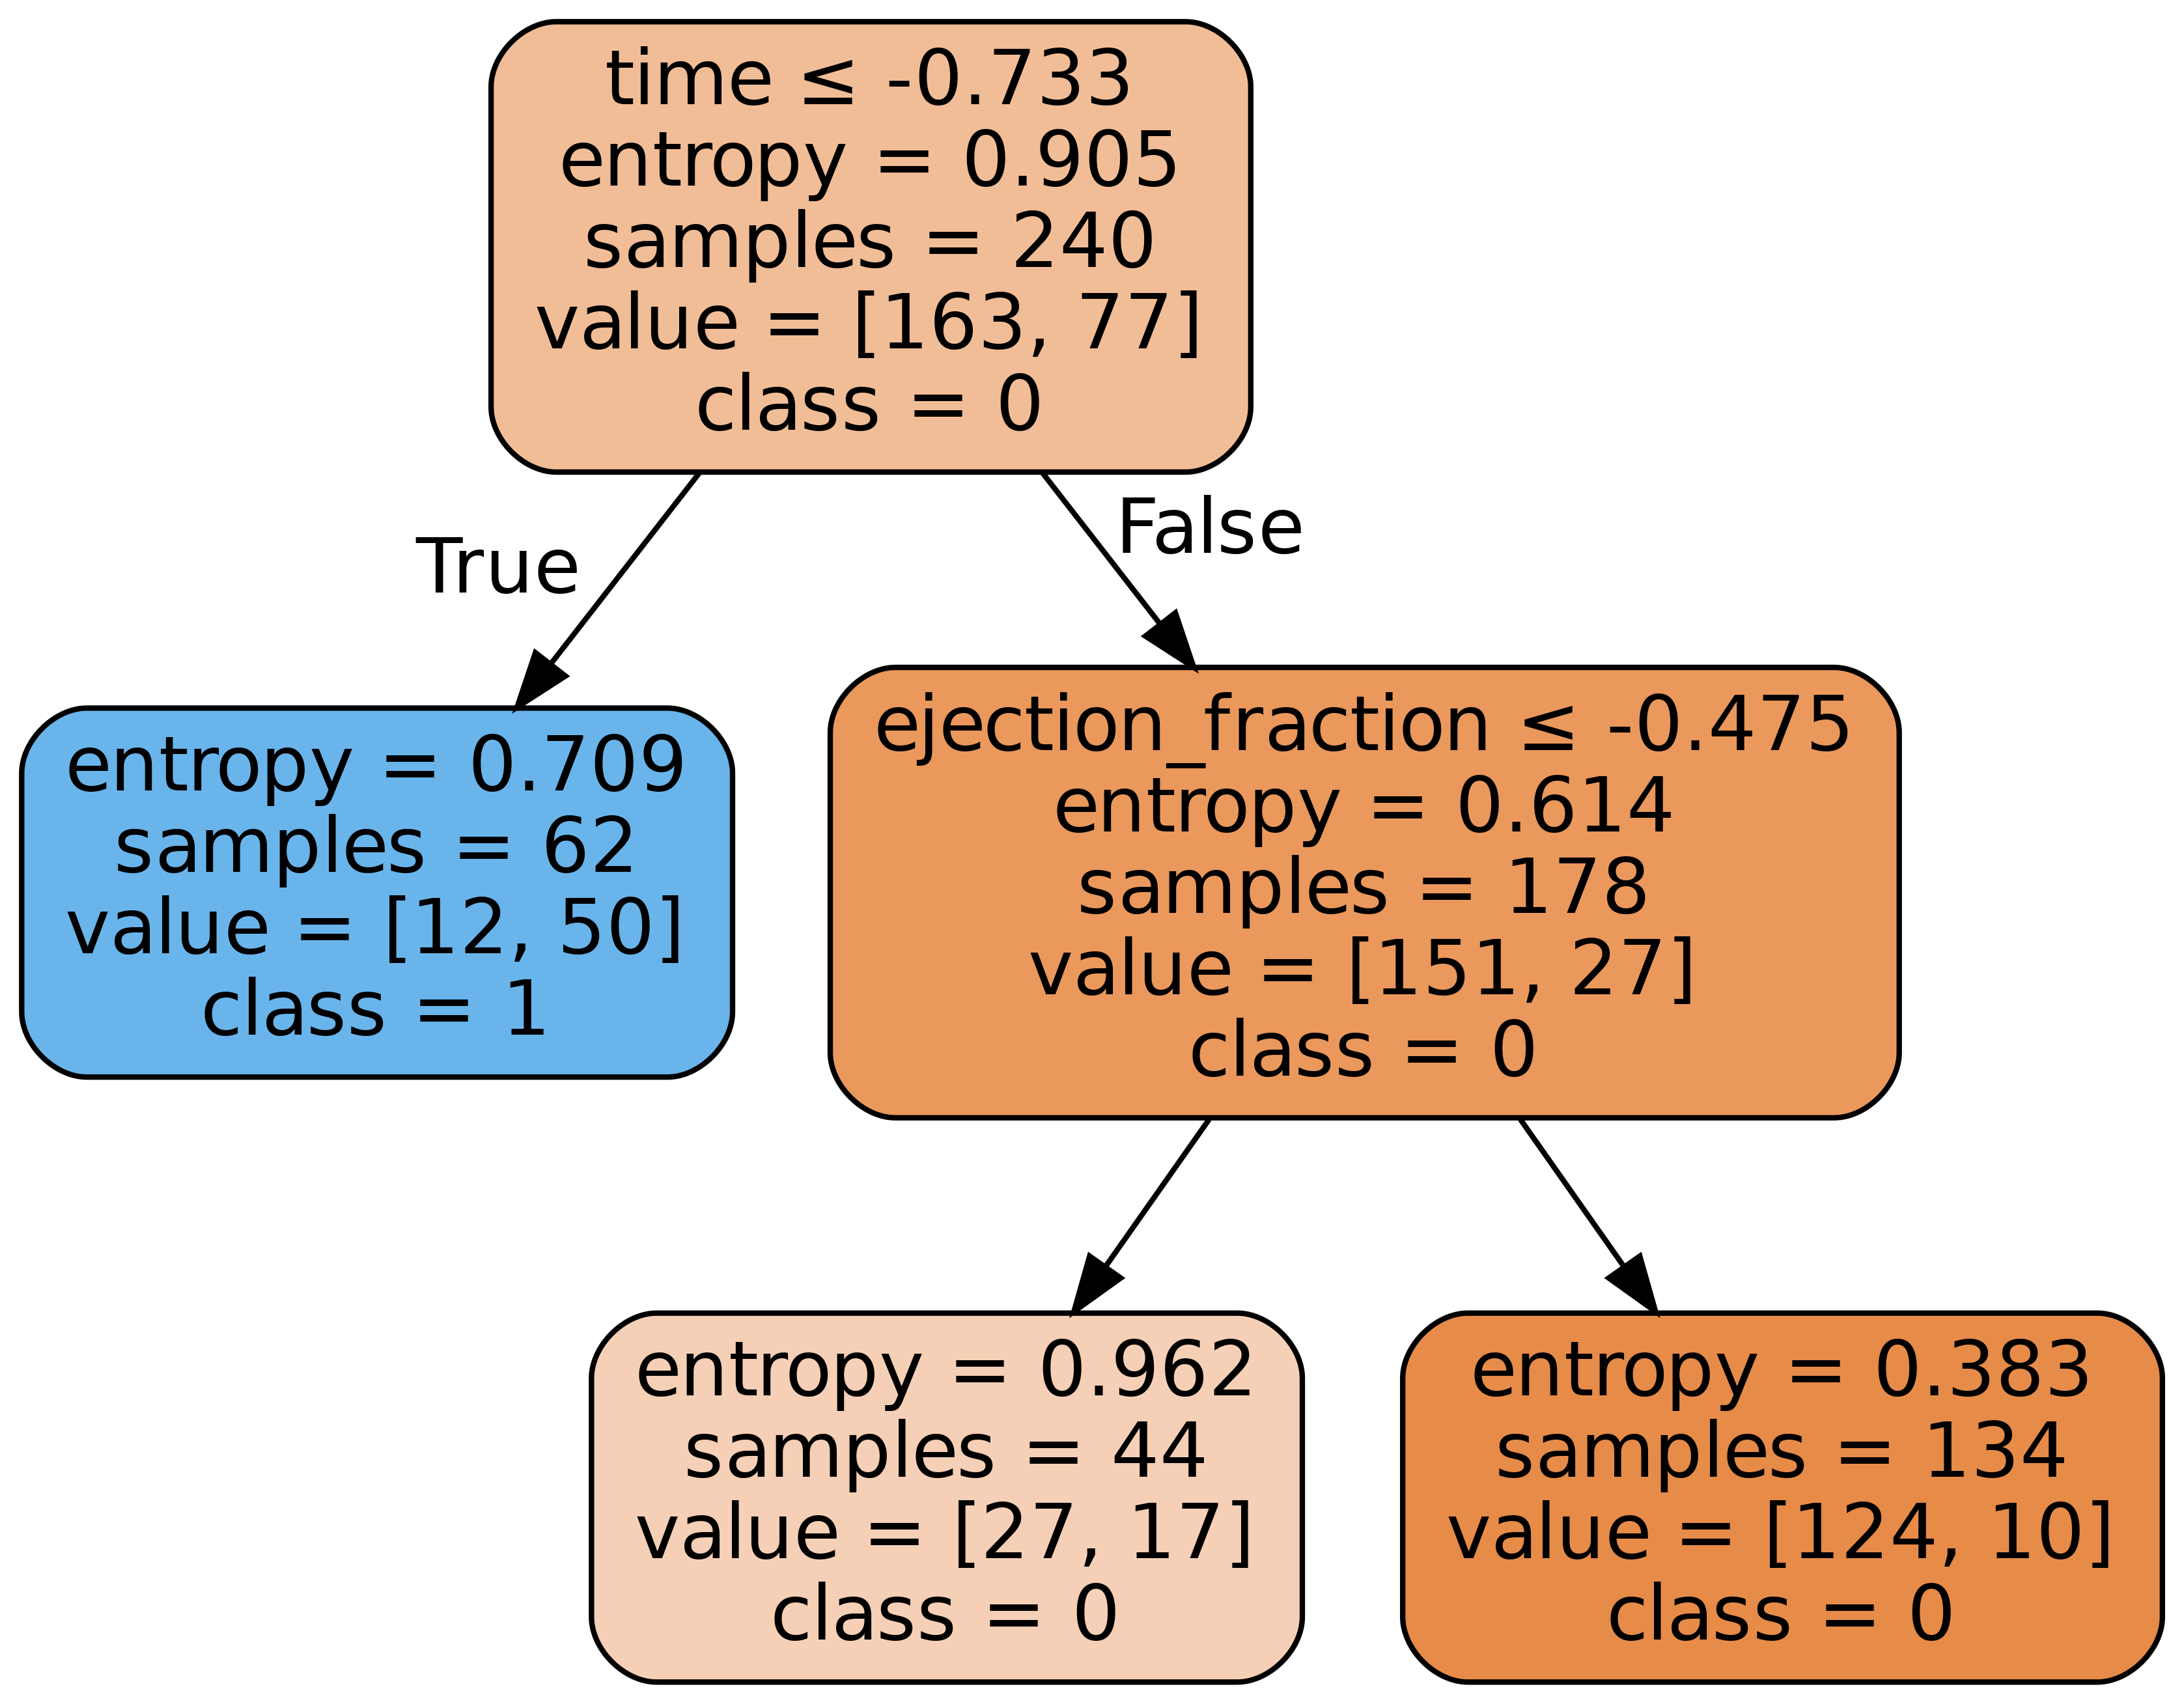 time ≤ -0.733
entropy = 0.905
samples = 240
value = [163, 77]
class = 0
True
False
entropy = 0.709
samples = 62
value = [12, 50]
class = 1
ejection_fraction ≤ -0.475
entropy = 0.614
samples = 178
value = [151, 27]
class = 0
entropy = 0.962
samples = 44
value = [27, 17]
class = 0
entropy = 0.383
samples = 134
value = [124, 10]
class = 0